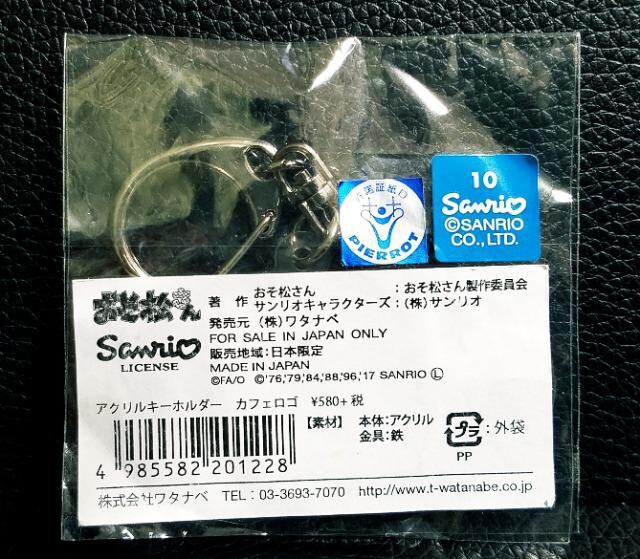 許諾証紙D
PIERROT
10
Sanrio
©SANRIO
CO., LTD.
おそ松さん
Sanrio
LICENSE
著 作 おそ松さん : おそ松さん製作委員会
サンリオキャラクターズ : (株)サンリオ
発売元 (株)ワタナベ
FOR SALE IN JAPAN ONLY
販売地域:日本限定
MADE IN JAPAN
©FA/O ©'76,'79,'84,'88,'96,'17 SANRIO Ⓛ
アクリルキーホルダー カフェロゴ ¥580+税
【素材】 本体:アクリル
金具:鉄
プラ :外袋
PP
4 985582 201228
株式会社ワタナベ TEL:03-3693-7070 http://www.t-watanabe.co.jp